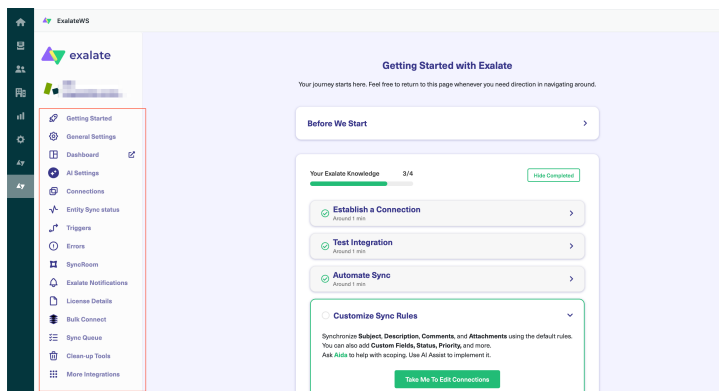 ExalateWS
exalate
Getting Started
General Settings
Dashboard
AI Settings
Connections
Entity Sync status
Triggers
Errors
SyncRoom
Exalate Notifications
License Details
Bulk Connect
Sync Queue
Clean-up Tools
More Integrations
Getting Started with Exalate
Your journey starts here. Feel free to return to this page whenever you need direction in navigating around.
Before We Start
Your Exalate Knowledge 3/4
Hide Completed
Establish a Connection
Around 1 min
Test Integration
Around 1 min
Automate Sync
Around 1 min
Customize Sync Rules
Synchronize Subject, Description, Comments, and Attachments using the default rules.
You can also add Custom Fields, Status, Priority, and more.
Ask Aida to help with scoping. Use AI Assist to implement it.
Take Me To Edit Connections